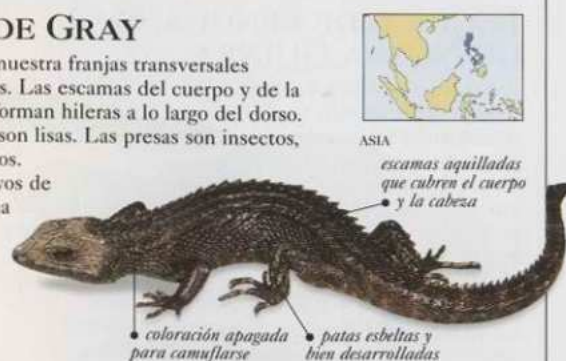 DE GRAY
muestra franjas transversales
s. Las escamas del cuerpo y de la
orman hileras a lo largo del dorso.
son lisas. Las presas son insectos,
os.
vos de
a
ASIA
escamas aquilladas
que cubren el cuerpo
y la cabeza
coloración apagada
para camuflarse
patas esbeltas y
bien desarrolladas